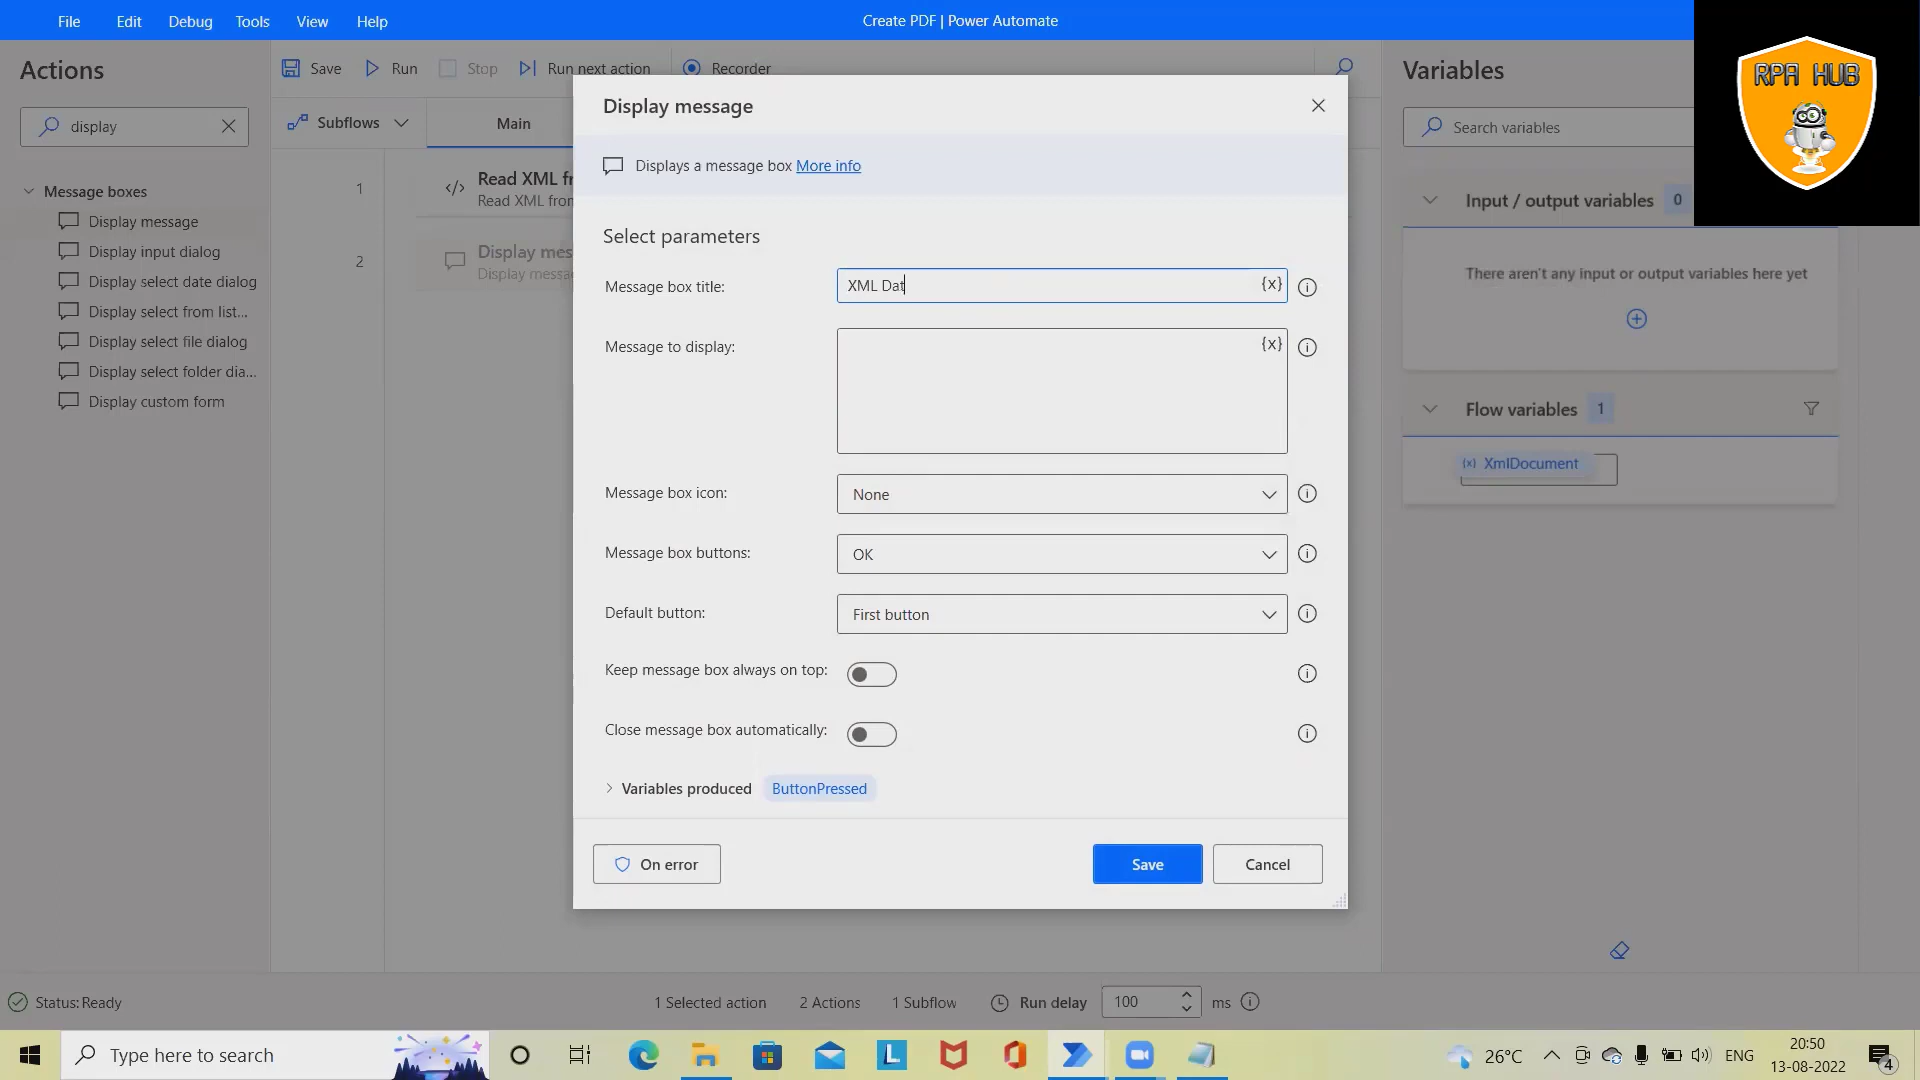 File Edit Debug Tools View Help
Create PDF | Power Automate
RPA HUB
Actions
display
Message boxes
Display message
Display input dialog
Display select date dialog
Display select from list...
Display select file dialog
Display select folder dia...
Display custom form
Save Run Stop Run next action Recorder
Subflows Main
1
Read XML fr
Read XML fron
2
Display mes
Display messa
Display message
Displays a message box More info
Select parameters
Message box title: XML Dat {x}
Message to display: {x}
Message box icon: None
Message box buttons: OK
Default button: First button
Keep message box always on top:
Close message box automatically:
Variables produced ButtonPressed
On error Save Cancel
Variables
Search variables
Input / output variables 0
There aren't any input or output variables here yet
Flow variables 1
{x} XmlDocument
Status: Ready 1 Selected action 2 Actions 1 Subflow Run delay 100 ms
Type here to search
26°C ENG
20:50
13-08-2022
4